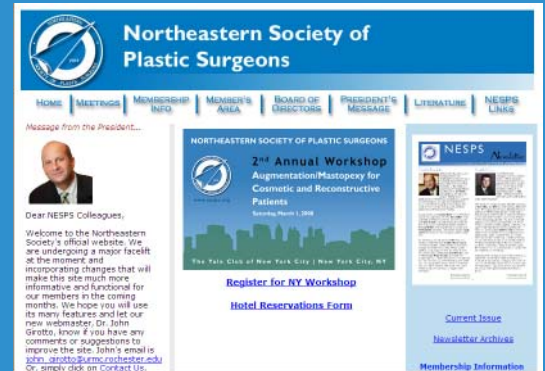 Northeastern Society of
Plastic Surgeons
HOME
MEETINGS
MEMBERSHIP
INFO
MEMBER'S
AREA
BOARD OF
DIRECTORS
PRESIDENT'S
MESSAGE
LITERATURE
NESPS
LINKS
Message from the President...
Dear NESPS Colleagues,
Welcome to the Northeastern
Society's official website. We
are undergoing a major facelift
at the moment and
incorporating changes that will
make this site much more
informative and functional for
our members in the coming
months. We hope you will use
its many features and let our
new webmaster, Dr. John
Girotto, know if you have any
comments or suggestions to
improve the site. John's email is
john_girotto@urmc.rochester.edu
Or, simply click on Contact Us.
NORTHEASTERN SOCIETY OF PLASTIC SURGEONS
2nd Annual Workshop
Augmentation/Mastopexy for
Cosmetic and Reconstructive
Patients
Saturday, March 1, 2008
The Yale Club of New York City | New York City, NY
Register for NY Workshop
Hotel Reservations Form
NESPS
Newsletter
Current Issue
Newsletter Archives
Membership Information